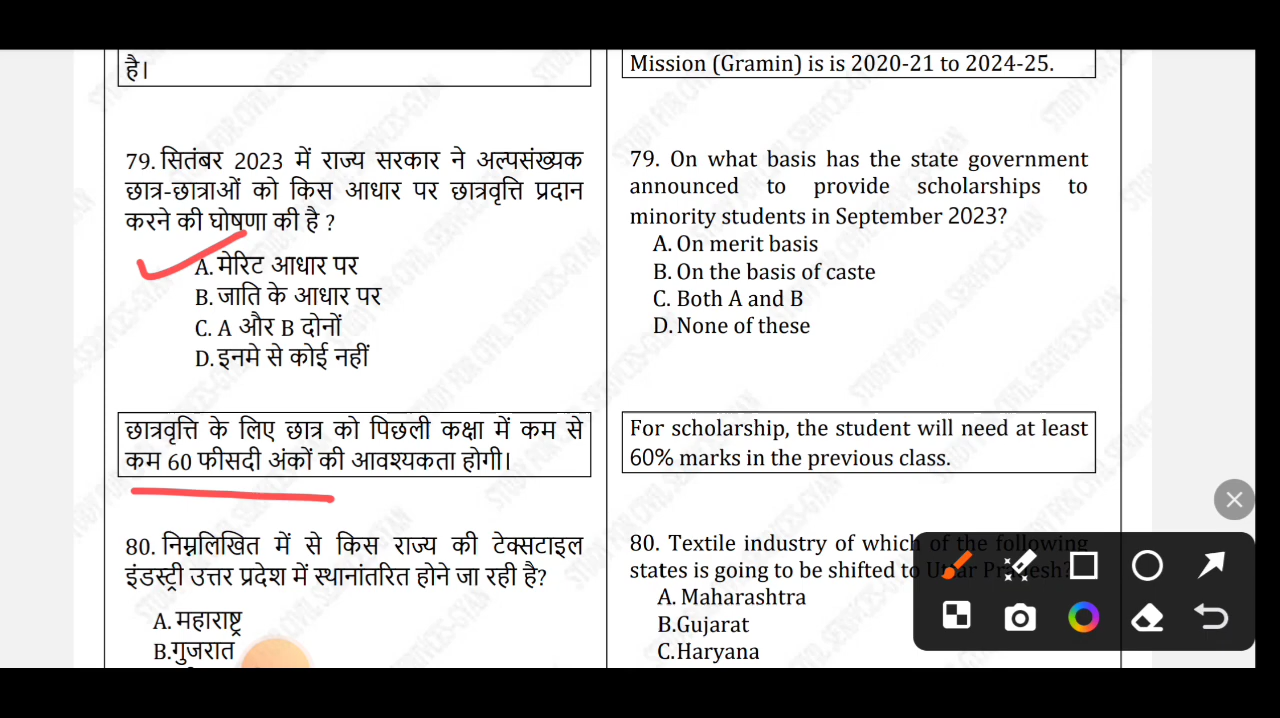 है।
79. सितंबर 2023 में राज्य सरकार ने अल्पसंख्यक
छात्र-छात्राओं को किस आधार पर छात्रवृत्ति प्रदान
करने की घोषणा की है ?
A. मेरिट आधार पर
B. जाति के आधार पर
C. A और B दोनों
D. इनमे से कोई नहीं
छात्रवृत्ति के लिए छात्र को पिछली कक्षा में कम से
कम 60 फीसदी अंकों की आवश्यकता होगी।
80. निम्नलिखित में से किस राज्य की टेक्सटाइल
इंडस्ट्री उत्तर प्रदेश में स्थानांतरित होने जा रही है?
A. महाराष्ट्र
B.गुजरात
Mission (Gramin) is is 2020-21 to 2024-25.
79. On what basis has the state government
announced to provide scholarships to
minority students in September 2023?
A. On merit basis
B. On the basis of caste
C. Both A and B
D. None of these
For scholarship, the student will need at least
60% marks in the previous class.
80. Textile industry of which of the following
states is going to be shifted to Uttar Pradesh?
A. Maharashtra
B.Gujarat
C.Haryana